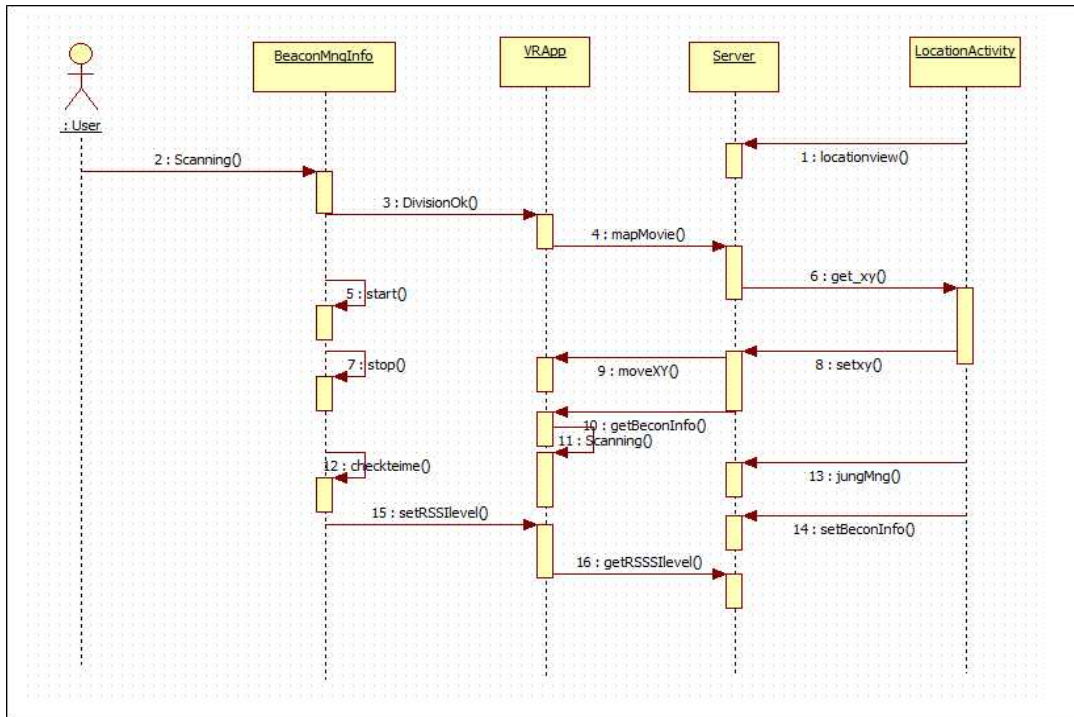 BeaconMngInfo
VRApp
Server
LocationActivity
: User
1 : locationview()
2 : Scanning()
3 : DivisionOk()
4 : mapMovie()
6 : get_xy()
5 : start()
7 : stop()
8 : setxy()
9 : moveXY()
10 : getBeconInfo()
11 : Scanning()
12 : checkteime()
13 : jungMng()
15 : setRSSIlevel()
14 : setBeconInfo()
16 : getRSSSIlevel()